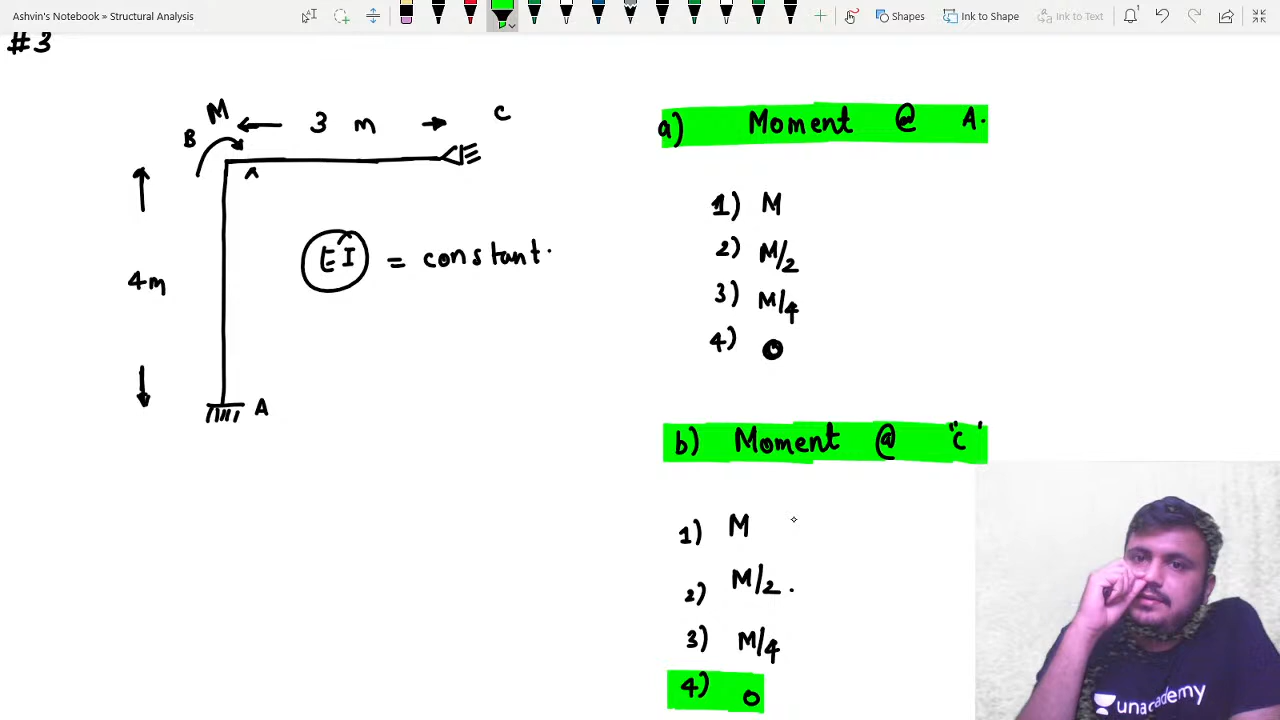 Ashvin's Notebook » Structural Analysis
Shapes
Ink to Shape
Ink to Text
#3
M
B
3 m
C
4m
EI = constant.
A
a) Moment @ A.
1) M
2) M/2
3) M/4
4) 0
b) Moment @ "c"
1) M
2) M/2.
3) M/4
4) 0
unacademy